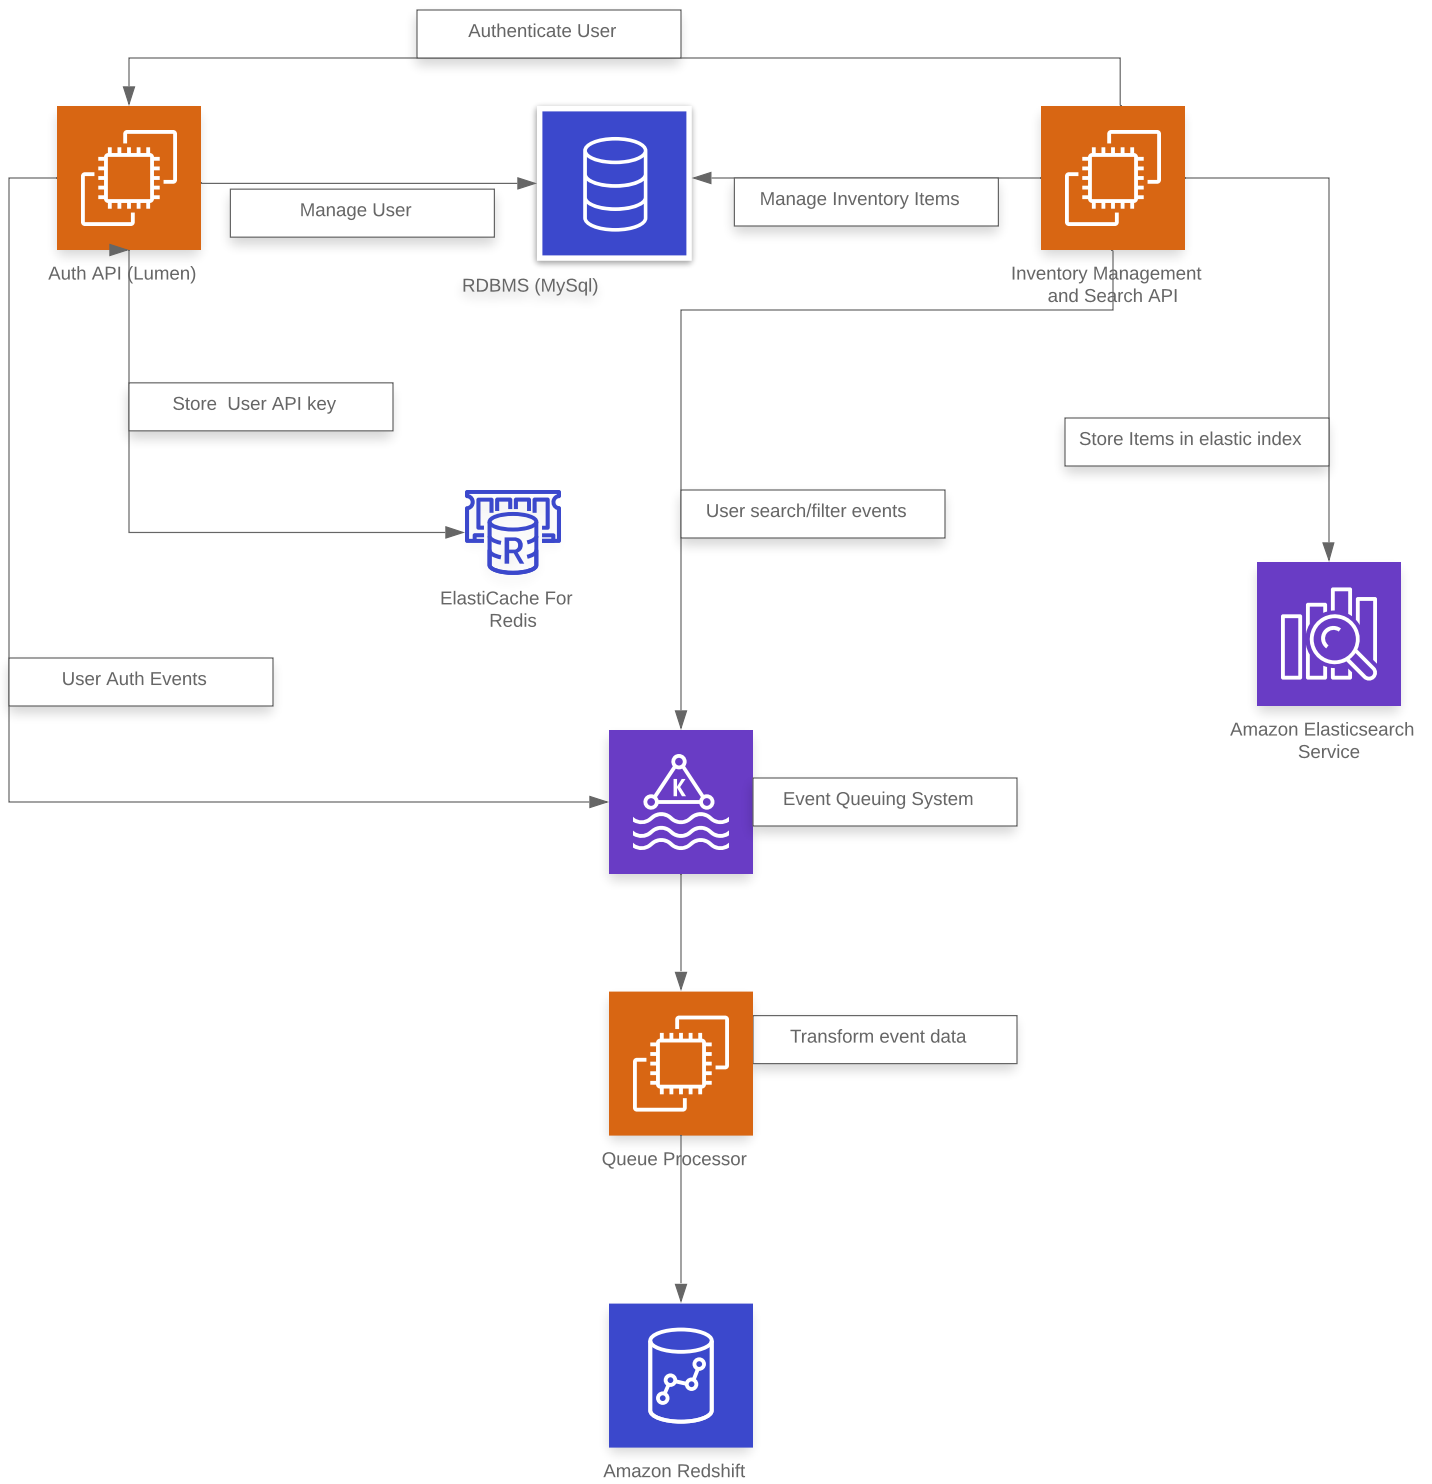 Authenticate User
Manage User
Manage Inventory Items
Auth API (Lumen)
RDBMS (MySql)
Inventory Management
and Search API
Store  User API key
Store Items in elastic index
User search/filter events
R
ElastiCache For
Redis
User Auth Events
Amazon Elasticsearch
Service
K
Event Queuing System
Transform event data
Queue Processor
Amazon Redshift